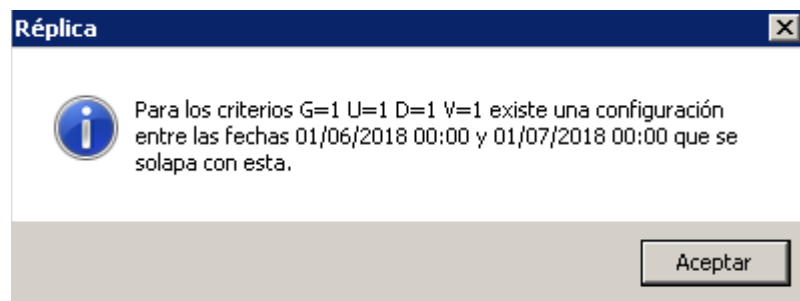 Réplica
Para los criterios G=1 U=1 D=1 V=1 existe una configuración
entre las fechas 01/06/2018 00:00 y 01/07/2018 00:00 que se
solapa con esta.
Aceptar